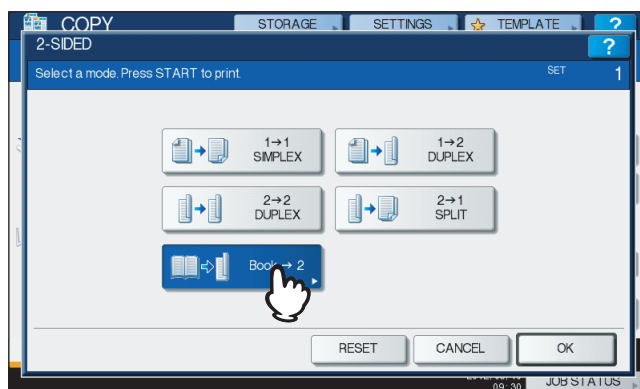 COPY
STORAGE
SETTINGS
TEMPLATE
?
2-SIDED
?
Select a mode. Press START to print.
SET
1
1→1
SIMPLEX
1→2
DUPLEX
2→2
DUPLEX
2→1
SPLIT
Book → 2
RESET
CANCEL
OK
09:30
JOB STATUS